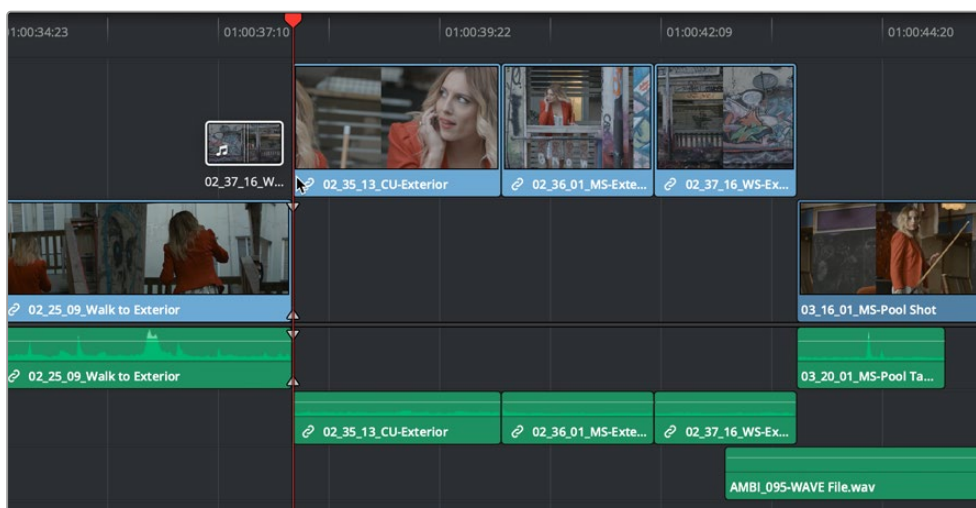 01:00:34:23
01:00:37:10
01:00:39:22
01:00:42:09
01:00:44:20
02_37_16_W...
02_35_13_CU-Exterior
02_36_01_MS-Exte...
02_37_16_WS-Ex...
02_25_09_Walk to Exterior
03_16_01_MS-Pool Shot
02_25_09_Walk to Exterior
03_20_01_MS-Pool Ta...
02_35_13_CU-Exterior
02_36_01_MS-Exte...
02_37_16_WS-Ex...
AMBI_095-WAVE File.wav